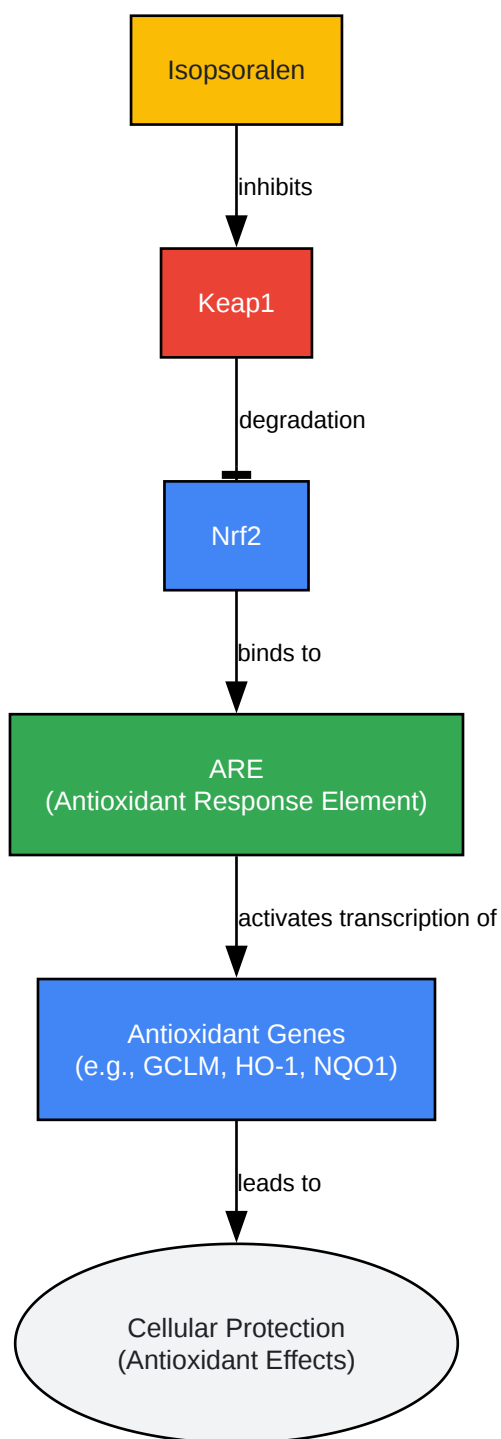 Isopsoralen
inhibits
Keap1
degradation
Nrf2
binds to
ARE
(Antioxidant Response Element)
activates transcription of
Antioxidant Genes
(e.g., GCLM, HO-1, NQO1)
leads to
Cellular Protection
(Antioxidant Effects)